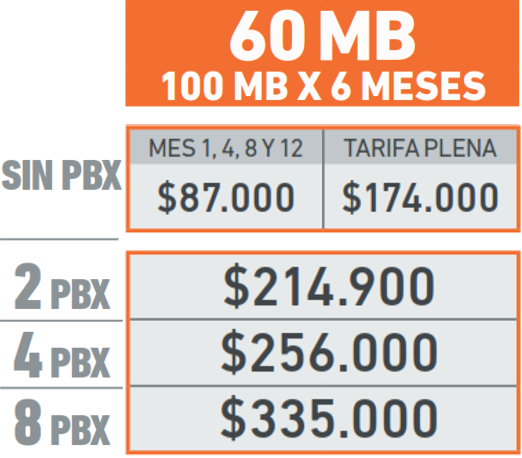 60 MB
100 MB X 6 MESES
MES 1, 4, 8 Y 12 TARIFA PLENA
SIN PBX $87.000 $174.000
2 PBX $214.900
4 PBX $256.000
8 PBX $335.000